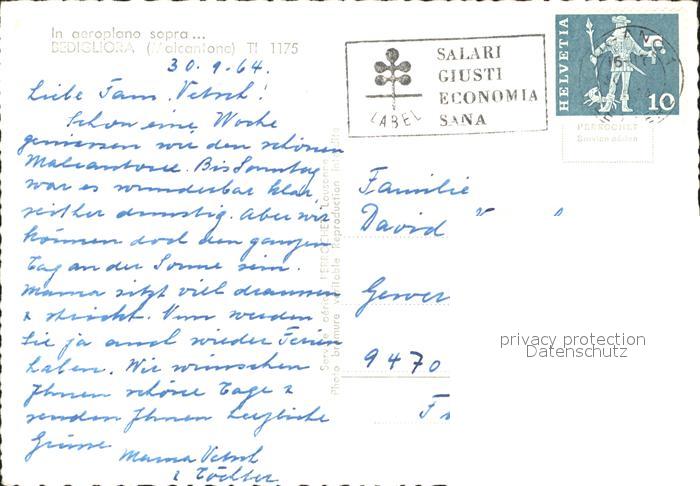 In aeroplano sopra...
BEDIGLIORA (Malcantone) TI 1175
30. 9. 64.
Liebe Fam. Vetsch!
Schon eine Woche
geniessen wir den schönen
Malcantone. Bis Sonntag
war es wunderbar klar,
seither dunstig. Aber wir
können doch den ganzen
Tag an der Sonne sein.
Mama sitzt viel draussen
& strickt. Nun werden
Sie ja auch wieder Ferien
haben. Wir wünschen
Ihnen schöne Tage &
senden Ihnen herzliche
Grüsse
Mama Vetsch
& Töchter
SALARI
GIUSTI
ECONOMIA
SANA
LABEL
HELVETIA
10
PERROCHET
Service aérien
Familie
David V
9470
privacy protection
Datenschutz